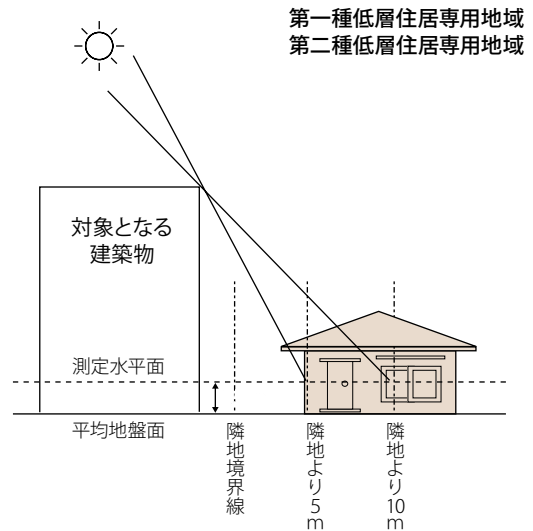 第一種低層住居専用地域
第二種低層住居専用地域
対象となる
建築物
測定水平面
平均地盤面
隣地境界線
隣地より5m
隣地より10m